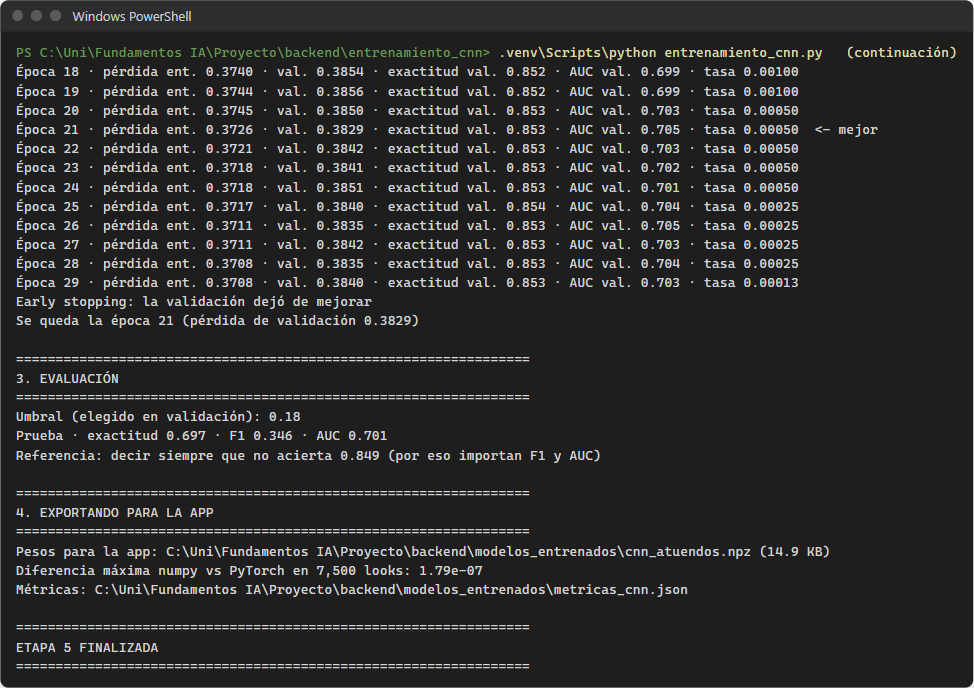 Windows PowerShell
PS C:\Uni\Fundamentos IA\Proyecto\backend\entrenamiento_cnn> .venv\Scripts\python entrenamiento_cnn.py   (continuación)
Época 18 · pérdida ent. 0.3740 · val. 0.3854 · exactitud val. 0.852 · AUC val. 0.699 · tasa 0.00100
Época 19 · pérdida ent. 0.3744 · val. 0.3856 · exactitud val. 0.852 · AUC val. 0.699 · tasa 0.00100
Época 20 · pérdida ent. 0.3745 · val. 0.3850 · exactitud val. 0.853 · AUC val. 0.703 · tasa 0.00050
Época 21 · pérdida ent. 0.3726 · val. 0.3829 · exactitud val. 0.853 · AUC val. 0.705 · tasa 0.00050  <- mejor
Época 22 · pérdida ent. 0.3721 · val. 0.3842 · exactitud val. 0.853 · AUC val. 0.703 · tasa 0.00050
Época 23 · pérdida ent. 0.3718 · val. 0.3841 · exactitud val. 0.853 · AUC val. 0.702 · tasa 0.00050
Época 24 · pérdida ent. 0.3718 · val. 0.3851 · exactitud val. 0.853 · AUC val. 0.701 · tasa 0.00050
Época 25 · pérdida ent. 0.3717 · val. 0.3840 · exactitud val. 0.854 · AUC val. 0.704 · tasa 0.00025
Época 26 · pérdida ent. 0.3711 · val. 0.3835 · exactitud val. 0.853 · AUC val. 0.705 · tasa 0.00025
Época 27 · pérdida ent. 0.3711 · val. 0.3842 · exactitud val. 0.853 · AUC val. 0.703 · tasa 0.00025
Época 28 · pérdida ent. 0.3708 · val. 0.3835 · exactitud val. 0.853 · AUC val. 0.704 · tasa 0.00025
Época 29 · pérdida ent. 0.3708 · val. 0.3840 · exactitud val. 0.853 · AUC val. 0.703 · tasa 0.00013
Early stopping: la validación dejó de mejorar
Se queda la época 21 (pérdida de validación 0.3829)
=================================================================
3. EVALUACIÓN
=================================================================
Umbral (elegido en validación): 0.18
Prueba · exactitud 0.697 · F1 0.346 · AUC 0.701
Referencia: decir siempre que no acierta 0.849 (por eso importan F1 y AUC)
=================================================================
4. EXPORTANDO PARA LA APP
=================================================================
Pesos para la app: C:\Uni\Fundamentos IA\Proyecto\backend\modelos_entrenados\cnn_atuendos.npz (14.9 KB)
Diferencia máxima numpy vs PyTorch en 7,500 looks: 1.79e-07
Métricas: C:\Uni\Fundamentos IA\Proyecto\backend\modelos_entrenados\metricas_cnn.json
=================================================================
ETAPA 5 FINALIZADA
=================================================================